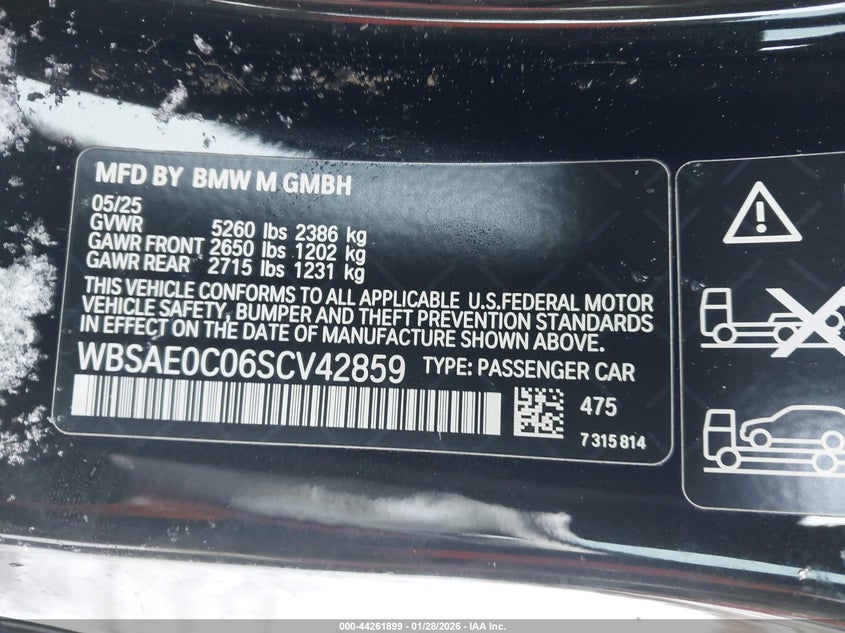 MFD BY BMW M GMBH
05/25
GVWR 5260 lbs 2386 kg
GAWR FRONT 2650 lbs 1202 kg
GAWR REAR 2715 lbs 1231 kg
THIS VEHICLE CONFORMS TO ALL APPLICABLE U.S.FEDERAL MOTOR
VEHICLE SAFETY, BUMPER AND THEFT PREVENTION STANDARDS
IN EFFECT ON THE DATE OF MANUFACTURE SHOWN ABOVE.
WBSAE0C06SCV42859 TYPE: PASSENGER CAR
475
7 315 814
000-44261899 | 01/28/2026 – IAA Inc.